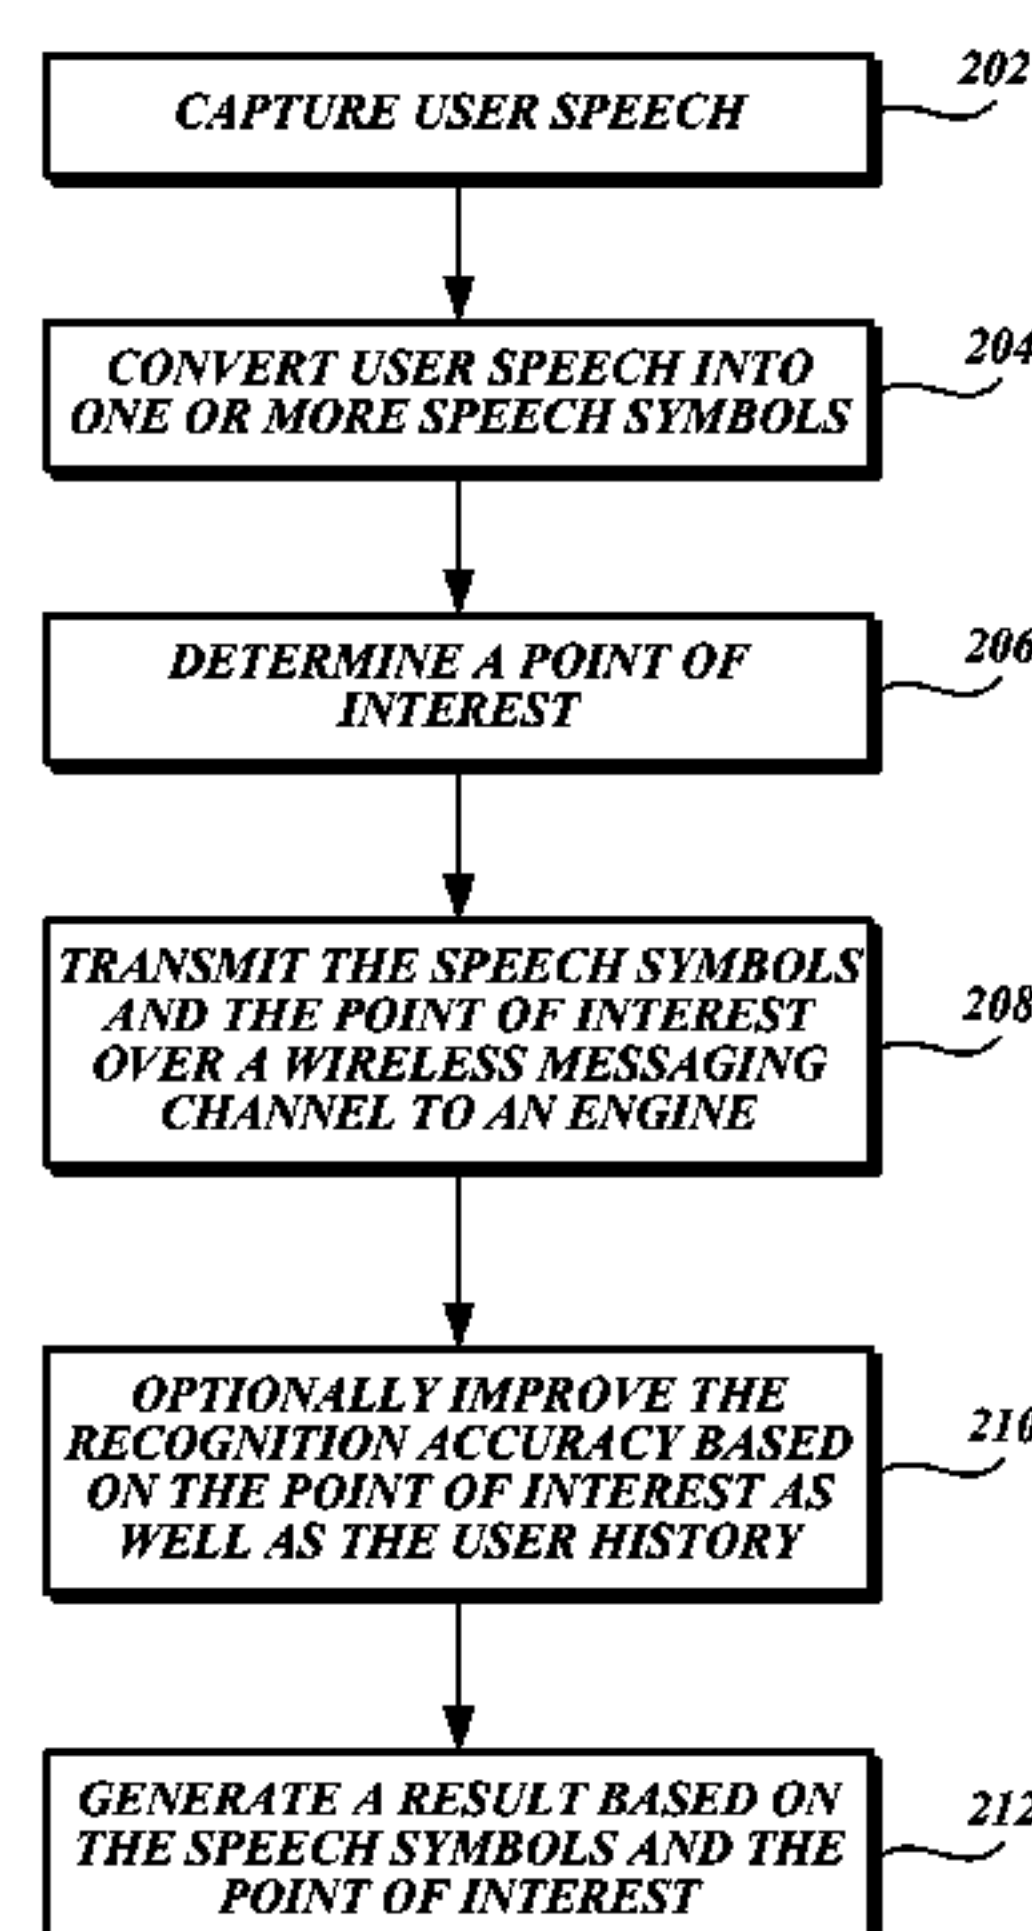 202
CAPTURE USER SPEECH
204
CONVERT USER SPEECH INTO
ONE OR MORE SPEECH SYMBOLS
206
DETERMINE A POINT OF
INTEREST
208
TRANSMIT THE SPEECH SYMBOLS
AND THE POINT OF INTEREST
OVER A WIRELESS MESSAGING
CHANNEL TO AN ENGINE
210
OPTIONALLY IMPROVE THE
RECOGNITION ACCURACY BASED
ON THE POINT OF INTEREST AS
WELL AS THE USER HISTORY
212
GENERATE A RESULT BASED ON
THE SPEECH SYMBOLS AND THE
POINT OF INTEREST